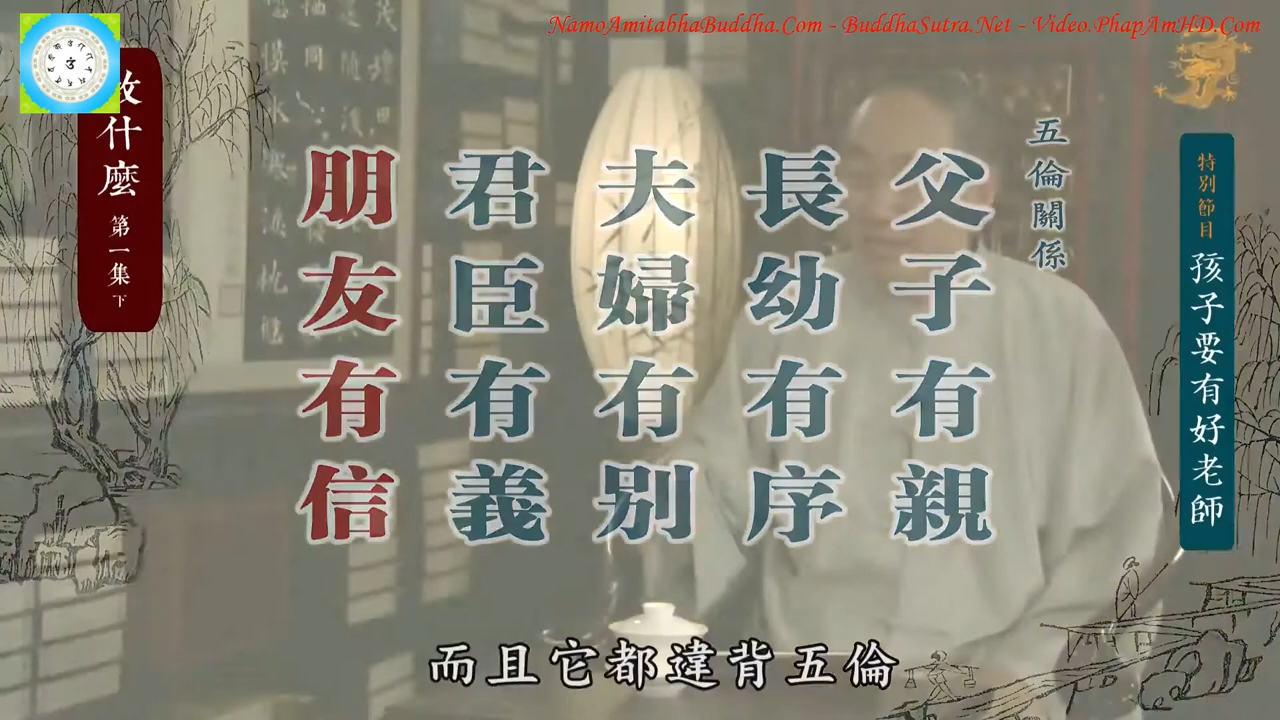 NamoAmitabhaBuddha.Com - BuddhaSutra.Net - Video.PhapAmHD.Com
特別節目
孩子要有好老師
五倫關係
父子有親
長幼有序
夫婦有別
君臣有義
朋友有信
什麼
第一集
下
而且它都違背五倫